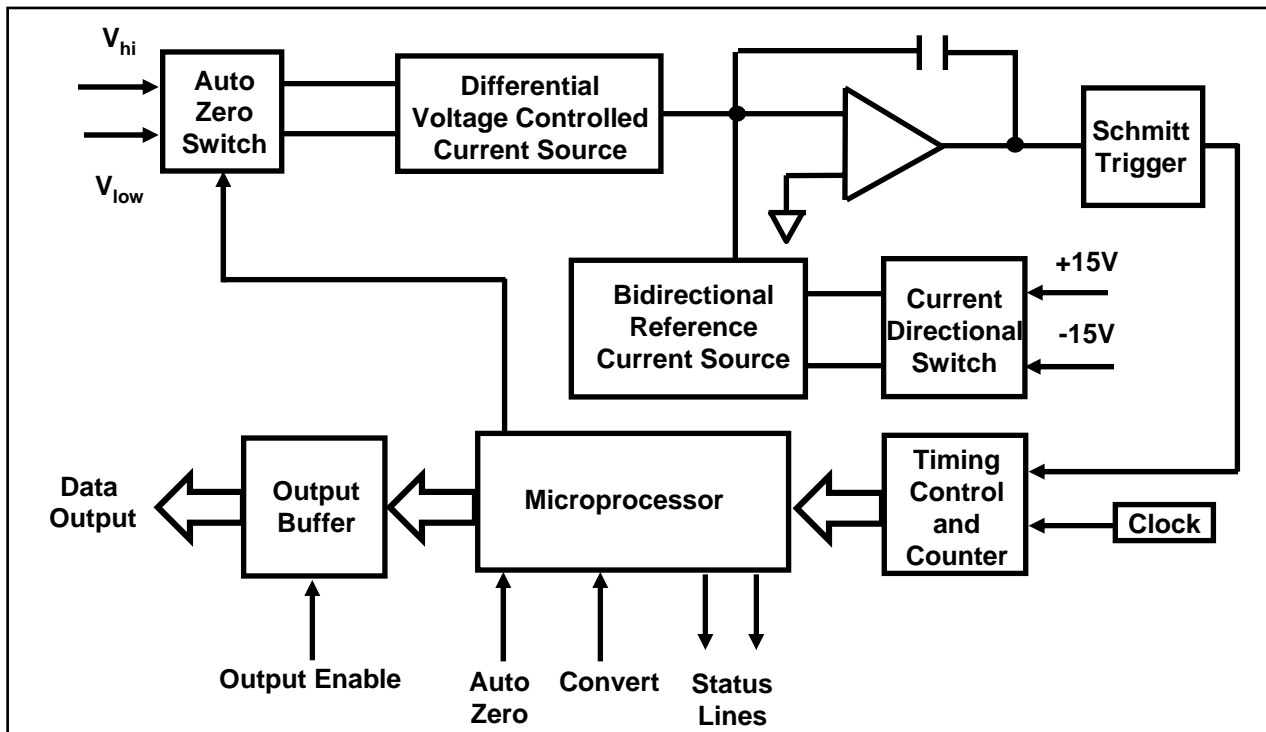 V_hi
Auto
Zero
Switch
V_low
Differential
Voltage Controlled
Current Source
Schmitt
Trigger
Bidirectional
Reference
Current Source
Current
Directional
Switch
+15V
-15V
Data
Output
Output
Buffer
Microprocessor
Timing
Control
and
Counter
Clock
Output Enable
Auto
Zero
Convert
Status
Lines